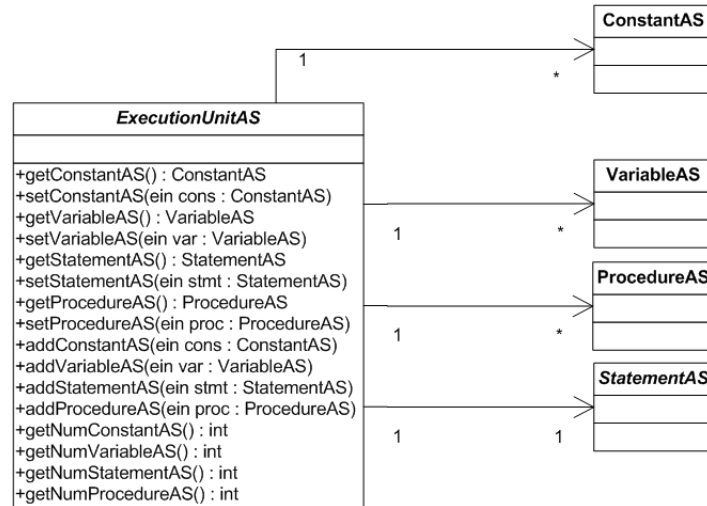 ConstantAS
1
*
ExecutionUnitAS
+getConstantAS() : ConstantAS
+setConstantAS(ein cons : ConstantAS)
+getVariableAS() : VariableAS
+setVariableAS(ein var : VariableAS)
+getStatementAS() : StatementAS
+setStatementAS(ein stmt : StatementAS)
+getProcedureAS() : ProcedureAS
+setProcedureAS(ein proc : ProcedureAS)
+addConstantAS(ein cons : ConstantAS)
+addVariableAS(ein var : VariableAS)
+addStatementAS(ein stmt : StatementAS)
+addProcedureAS(ein proc : ProcedureAS)
+getNumConstantAS() : int
+getNumVariableAS() : int
+getNumStatementAS() : int
+getNumProcedureAS() : int
VariableAS
1
*
ProcedureAS
1
*
StatementAS
1
1